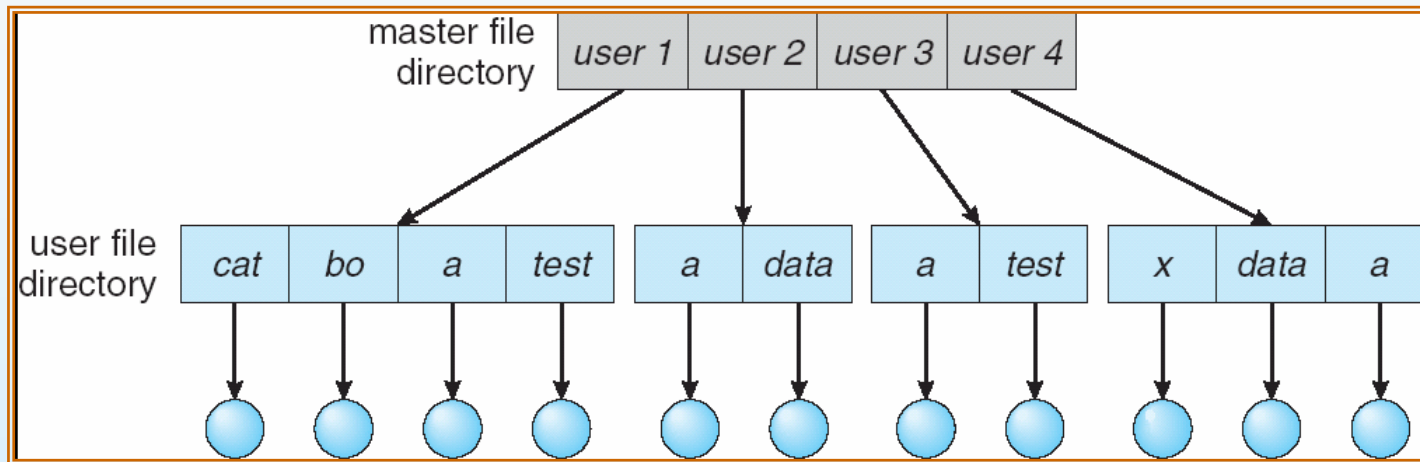 master file
directory
user 1 user 2 user 3 user 4
user file
directory
cat bo a test a data a test x data a